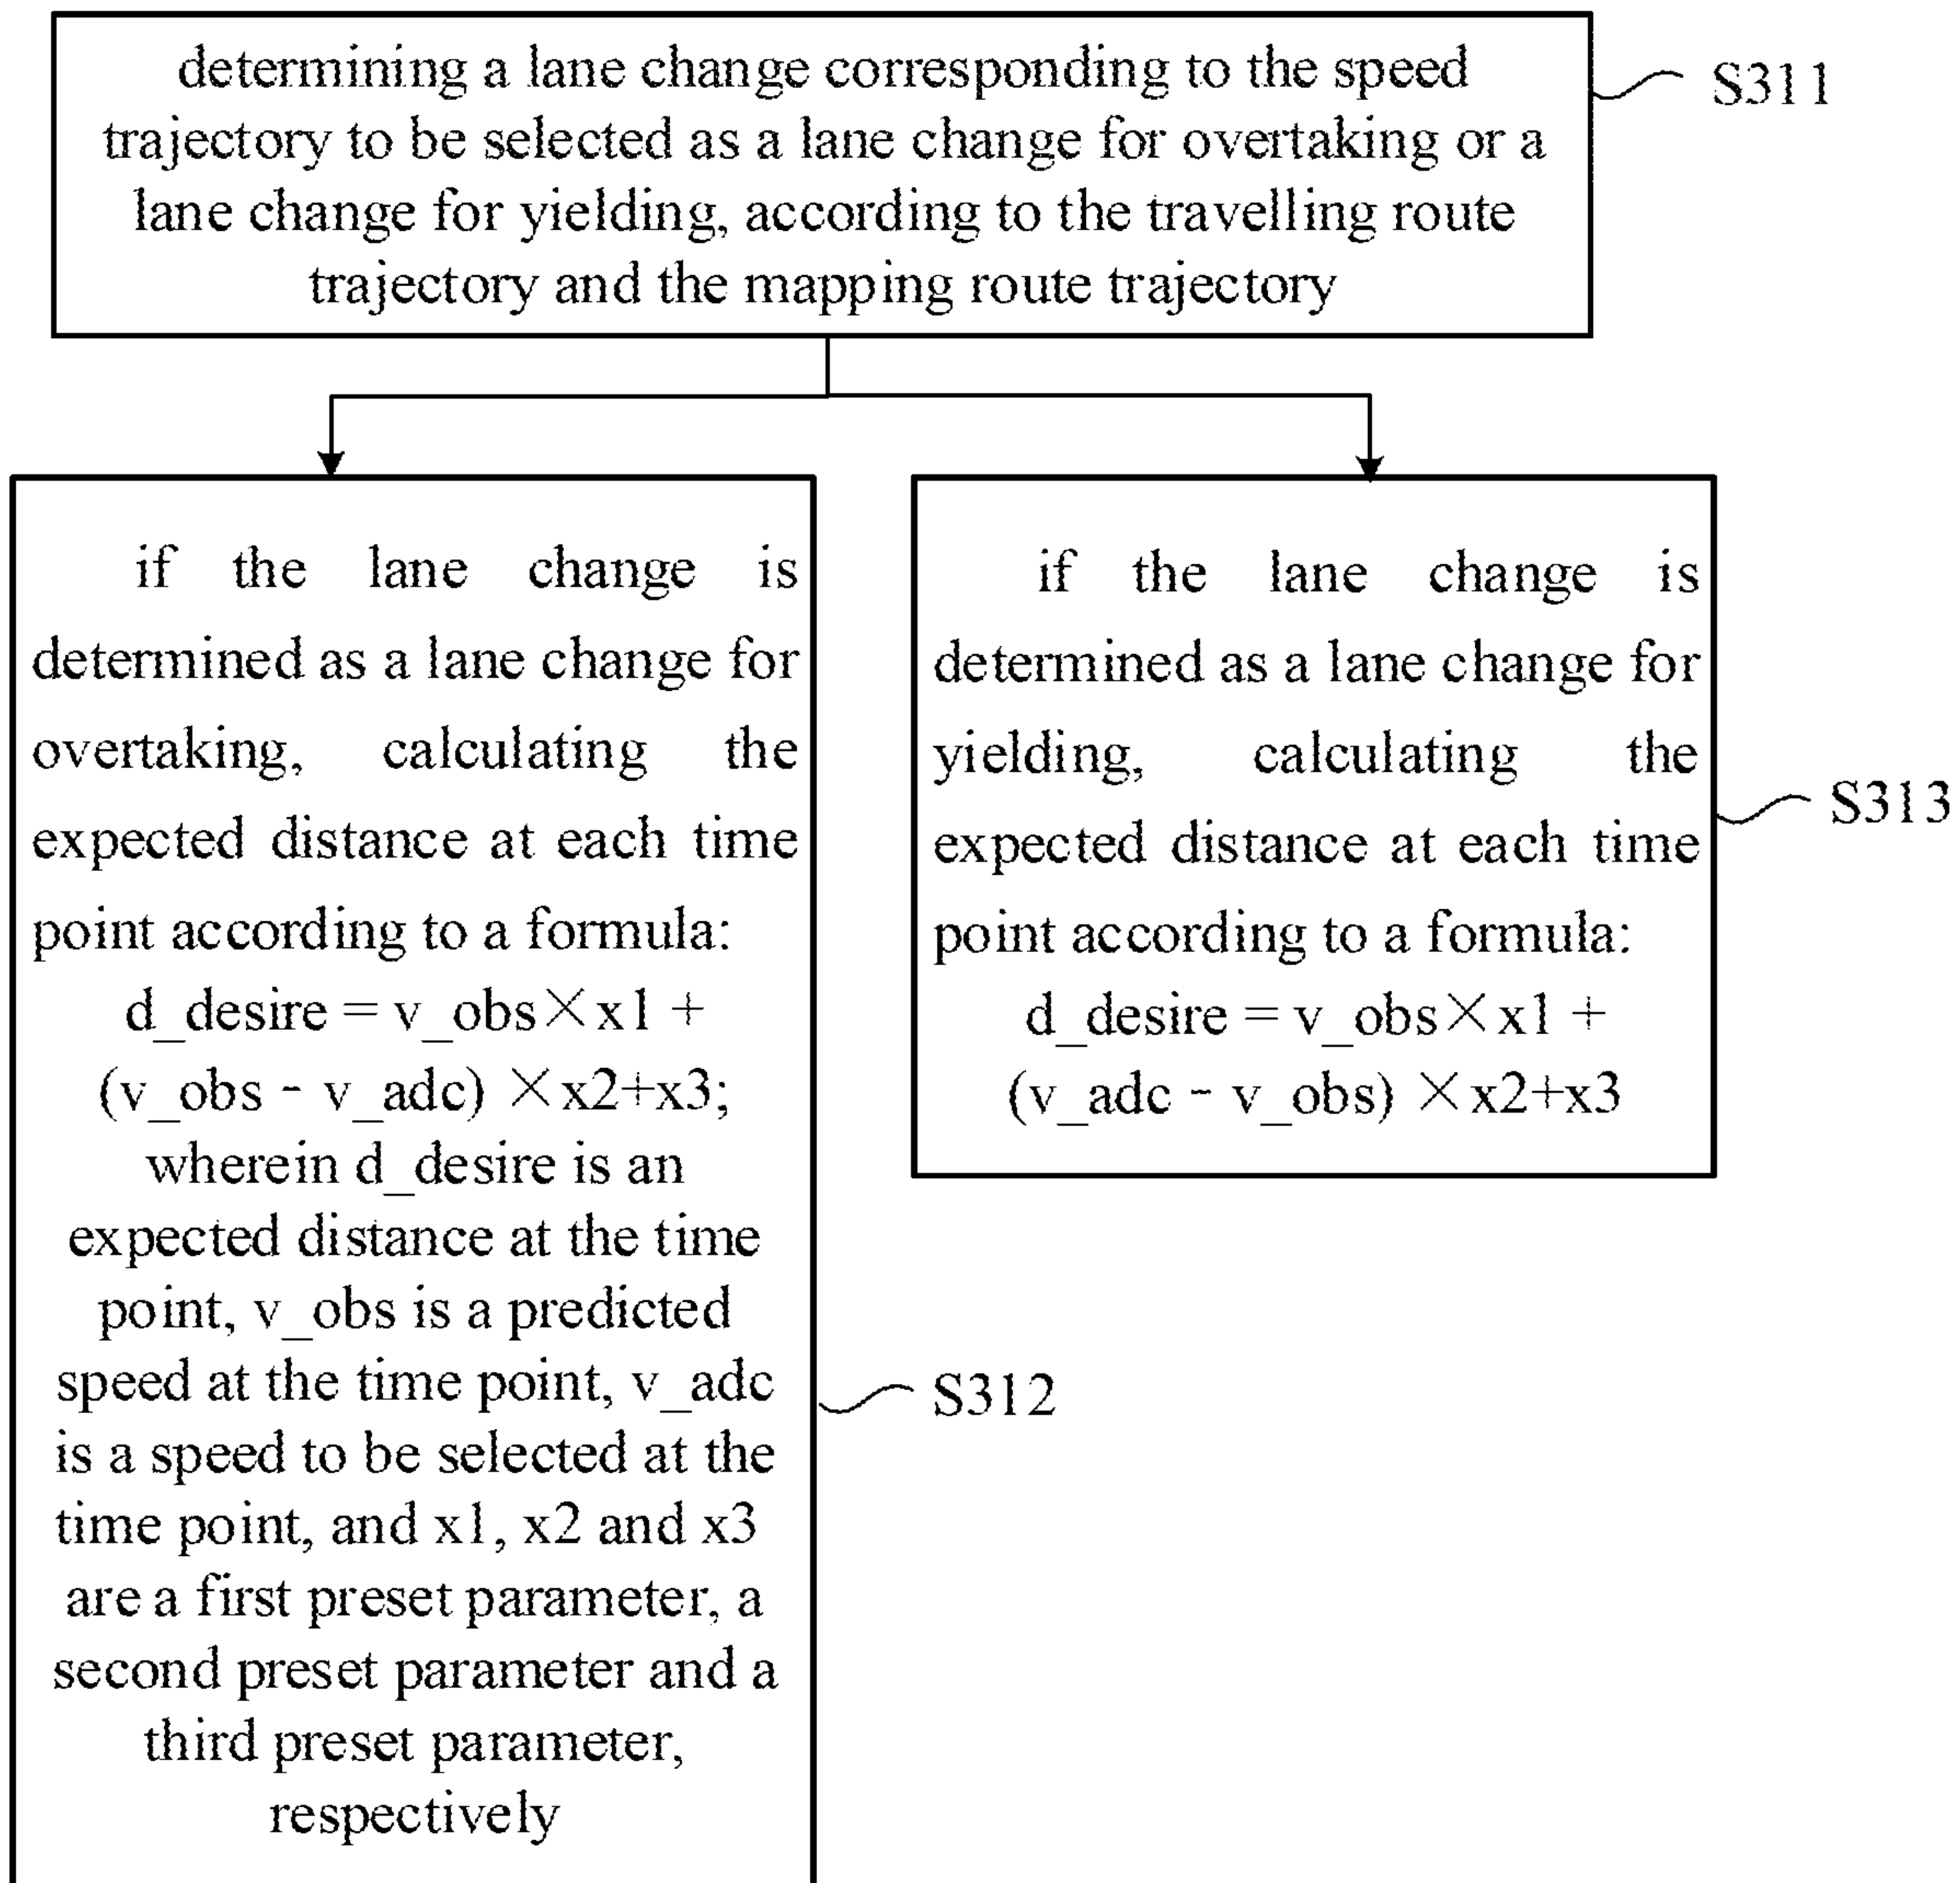 determining a lane change corresponding to the speed
trajectory to be selected as a lane change for overtaking or a
lane change for yielding, according to the travelling route
trajectory and the mapping route trajectory
S311
if the lane change is
determined as a lane change for
overtaking, calculating the
expected distance at each time
point according to a formula:
d_desire = v_obs×x1 +
(v_obs - v_adc) ×x2+x3;
wherein d_desire is an
expected distance at the time
point, v_obs is a predicted
speed at the time point, v_adc
is a speed to be selected at the
time point, and x1, x2 and x3
are a first preset parameter, a
second preset parameter and a
third preset parameter,
respectively
S312
if the lane change is
determined as a lane change for
yielding, calculating the
expected distance at each time
point according to a formula:
d_desire = v_obs×x1 +
(v_adc - v_obs) ×x2+x3
S313